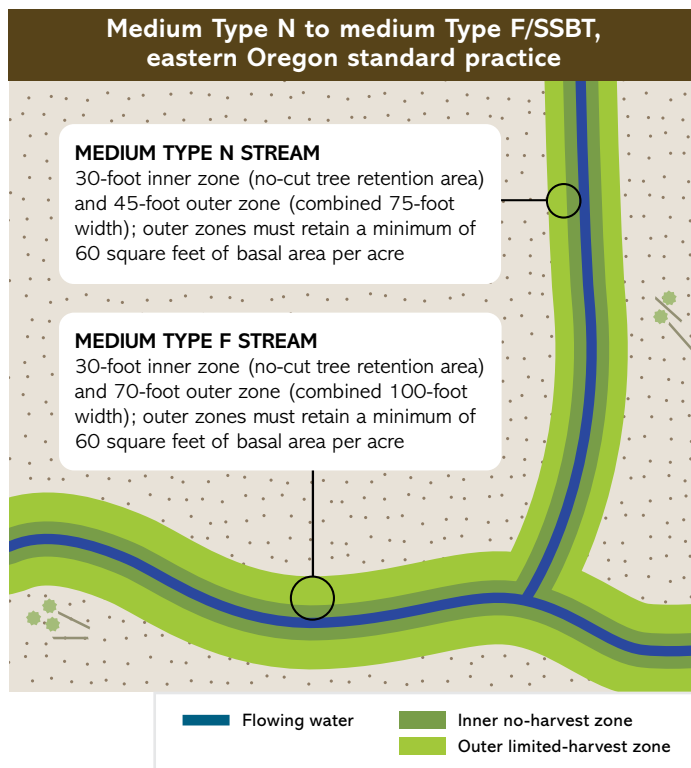 Medium Type N to medium Type F/SSBT,
eastern Oregon standard practice
MEDIUM TYPE N STREAM
30-foot inner zone (no-cut tree retention area)
and 45-foot outer zone (combined 75-foot
width); outer zones must retain a minimum of
60 square feet of basal area per acre
MEDIUM TYPE F STREAM
30-foot inner zone (no-cut tree retention area)
and 70-foot outer zone (combined 100-foot
width); outer zones must retain a minimum of
60 square feet of basal area per acre
Flowing water
Inner no-harvest zone
Outer limited-harvest zone